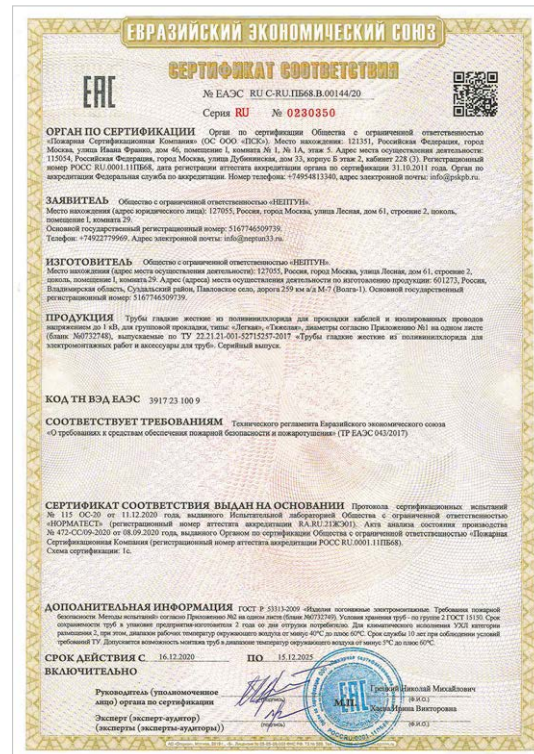 ЕВРАЗИЙСКИЙ ЭКОНОМИЧЕСКИЙ СОЮЗ
СЕРТИФИКАТ СООТВЕТСТВИЯ
ЕАС
№ ЕАЭС RU C-RU.ПБ68.В.00144/20
Серия RU № 0230350
ОРГАН ПО СЕРТИФИКАЦИИ Орган по сертификации Общества с ограниченной ответственностью
«Пожарная Сертификационная Компания» (ОС ООО «ПСК»). Место нахождения: 121351, Российская Федерация, город
Москва, улица Ивана Франко, дом 46, помещение I, комната № 1, № 1А, этаж 5. Адрес места осуществления деятельности:
115054, Российская Федерация, город Москва, улица Дубининская, дом 33, корпус Б этаж 2, кабинет 228 (3). Регистрационный
номер РОСС RU.0001.11ПБ68, дата регистрации аттестата аккредитации органа по сертификации 31.10.2011 года. Орган по
аккредитации Федеральная служба по аккредитации. Номер телефона: +74954813340, адрес электронной почты: info@pskpb.ru.
ЗАЯВИТЕЛЬ Общество с ограниченной ответственностью «НЕПТУН».
Место нахождения (адрес юридического лица): 127055, Россия, город Москва, улица Лесная, дом 61, строение 2, цоколь,
помещение I, комната 29.
Основной государственный регистрационный номер: 5167746509739.
Телефон: +74922779969. Адрес электронной почты: info@neptun33.ru.
ИЗГОТОВИТЕЛЬ Общество с ограниченной ответственностью «НЕПТУН».
Место нахождения (адрес места осуществления деятельности): 127055, Россия, город Москва, улица Лесная, дом 61, строение 2,
цоколь, помещение I, комната 29. Адрес (адреса) места осуществления деятельности по изготовлению продукции: 601273, Россия,
Владимирская область, Суздальский район, Павловское село, дорога 259 км а/д М-7 (Волга-1). Основной государственный
регистрационный номер: 5167746509739.
ПРОДУКЦИЯ Трубы гладкие жесткие из поливинилхлорида для прокладки кабелей и изолированных проводов
напряжением до 1 кВ, для групповой прокладки, типы: «Легкая», «Тяжелая», диаметры согласно Приложению №1 на одном листе
(бланк №0732748), выпускаемые по ТУ 22.21.21-001-52715257-2017 «Трубы гладкие жесткие из поливинилхлорида для
электромонтажных работ и аксессуары для труб». Серийный выпуск.
КОД ТН ВЭД ЕАЭС 3917 23 100 9
СООТВЕТСТВУЕТ ТРЕБОВАНИЯМ Технического регламента Евразийского экономического союза
«О требованиях к средствам обеспечения пожарной безопасности и пожаротушения» (ТР ЕАЭС 043/2017)
СЕРТИФИКАТ СООТВЕТСТВИЯ ВЫДАН НА ОСНОВАНИИ Протокола сертификационных испытаний
№ 115 ОС-20 от 11.12.2020 года, выданного Испытательной лабораторией Общества с ограниченной ответственностью
«НОРМАТЕСТ» (регистрационный номер аттестата аккредитации RA.RU.21ЖЭ01). Акта анализа состояния производства
№ 472-СС/09-2020 от 08.09.2020 года, выданного Органом по сертификации Общества с ограниченной ответственностью «Пожарная
Сертификационная Компания (регистрационный номер аттестата аккредитации РОСС RU.0001.11ПБ68).
Схема сертификации: 1с.
ДОПОЛНИТЕЛЬНАЯ ИНФОРМАЦИЯ ГОСТ Р 53313-2009 «Изделия погонажные электромонтажные. Требования пожарной
безопасности. Методы испытаний» согласно Приложению №2 на одном листе (бланк №0732749). Условия хранения труб - по группе 2 ГОСТ 15150. Срок
сохраняемости труб в упаковке предприятия-изготовителя 2 года со дня отгрузки потребителю. Для климатического исполнения УХЛ категории
размещения 2, при этом, диапазон рабочих температур окружающего воздуха от минус 40°С до плюс 60°С. Срок службы 10 лет при соблюдении условий
требований ТУ. Допускается возможность монтажа труб в диапазоне температур окружающего воздуха от минус 5°С до плюс 60°С.
СРОК ДЕЙСТВИЯ С 16.12.2020 ПО 15.12.2025
ВКЛЮЧИТЕЛЬНО
Руководитель (уполномоченное
лицо) органа по сертификации
(подпись)
М.П.
Грецкий Николай Михайлович
(Ф.И.О.)
Эксперт (эксперт-аудитор)
(эксперты (эксперты-аудиторы))
(подпись)
Ирина Викторовна
(Ф.И.О.)